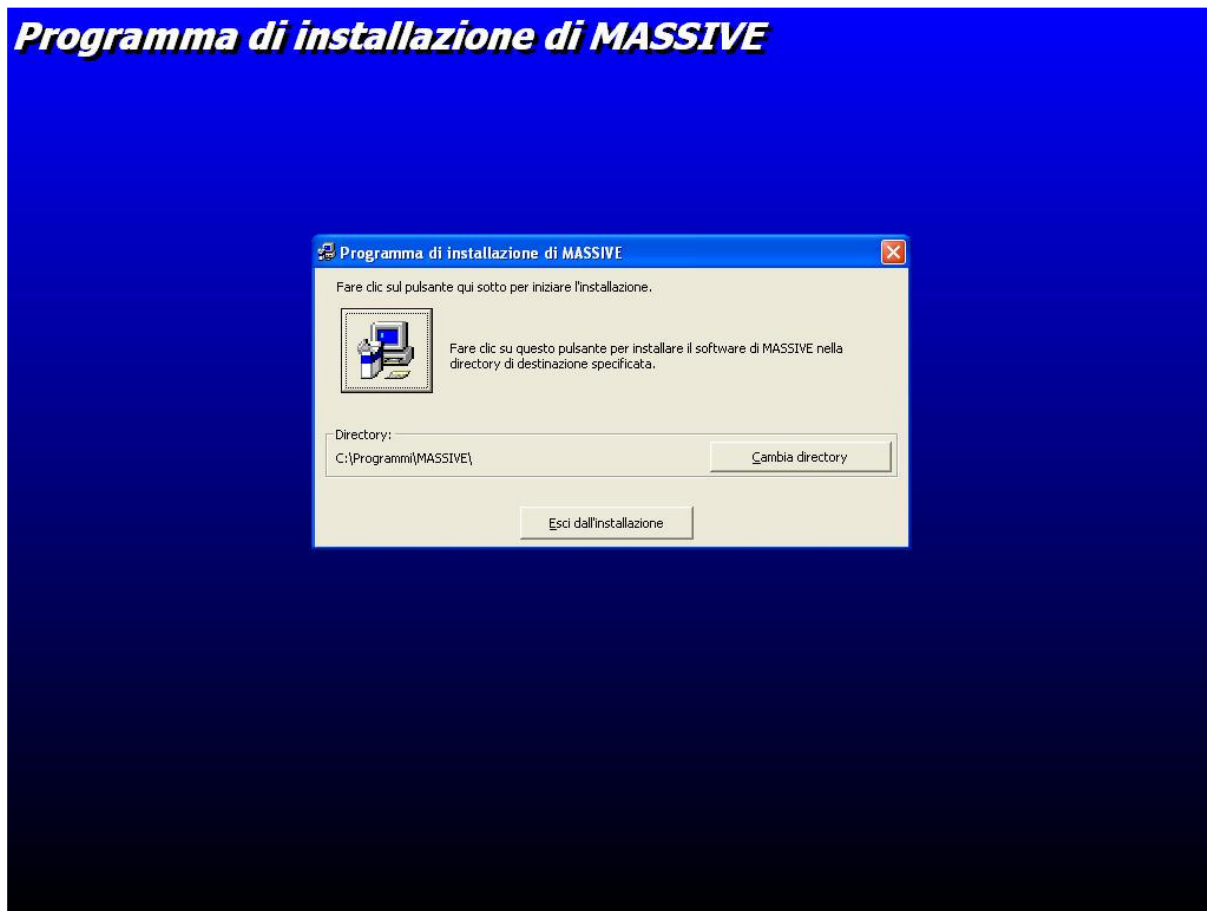 Programma di installazione di MASSIVE
Programma di installazione di MASSIVE
Fare clic sul pulsante qui sotto per iniziare l'installazione.
Fare clic su questo pulsante per installare il software di MASSIVE nella
directory di destinazione specificata.
Directory:
C:\Programmi\MASSIVE\
Cambia directory
Esci dall'installazione